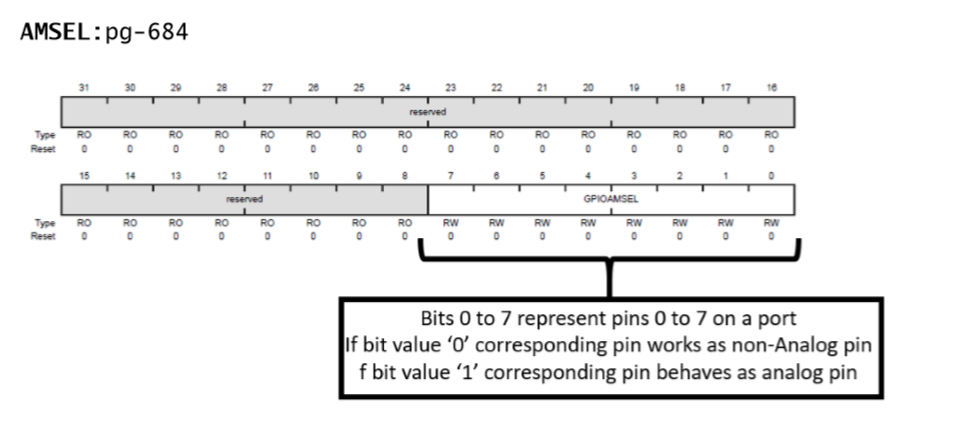 AMSEL:pg-684
31 30 29 28 27 26 25 24 23 22 21 20 19 18 17 16
reserved
Type RO RO RO RO RO RO RO RO RO RO RO RO RO RO RO RO
Reset 0 0 0 0 0 0 0 0 0 0 0 0 0 0 0 0
15 14 13 12 11 10 9 8 7 6 5 4 3 2 1 0
reserved GPIOAMSEL
Type RO RO RO RO RO RO RO RO RW RW RW RW RW RW RW RW
Reset 0 0 0 0 0 0 0 0 0 0 0 0 0 0 0 0
Bits 0 to 7 represent pins 0 to 7 on a port
If bit value ‘0’ corresponding pin works as non-Analog pin
f bit value ‘1’ corresponding pin behaves as analog pin